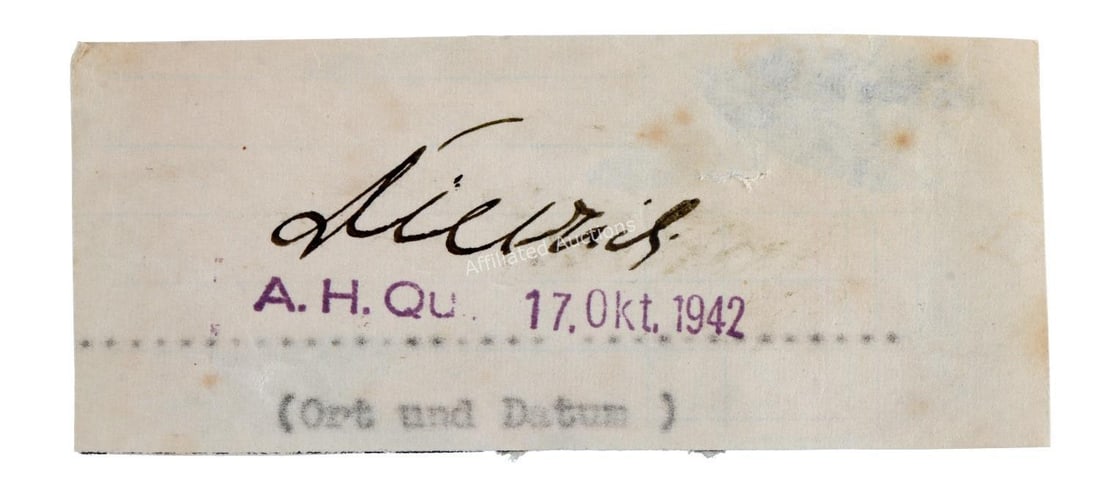 Affiliated Auctions
A. H. Qu. 17. Okt. 1942
(Ort und Datum )